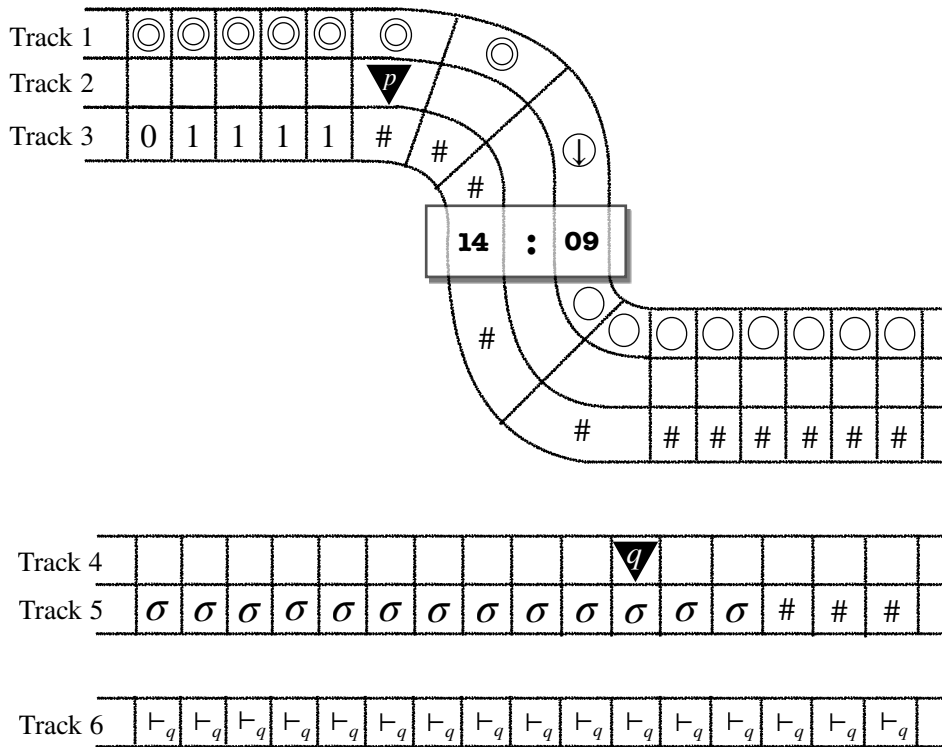 Track 1
Track 2 p
Track 3 0 1 1 1 1 # # #
↓
14 : 09
#
# # # # # # #
Track 4 q
Track 5 σ σ σ σ σ σ σ σ σ σ σ σ σ # # #
Track 6 ⊢q ⊢q ⊢q ⊢q ⊢q ⊢q ⊢q ⊢q ⊢q ⊢q ⊢q ⊢q ⊢q ⊢q ⊢q ⊢q